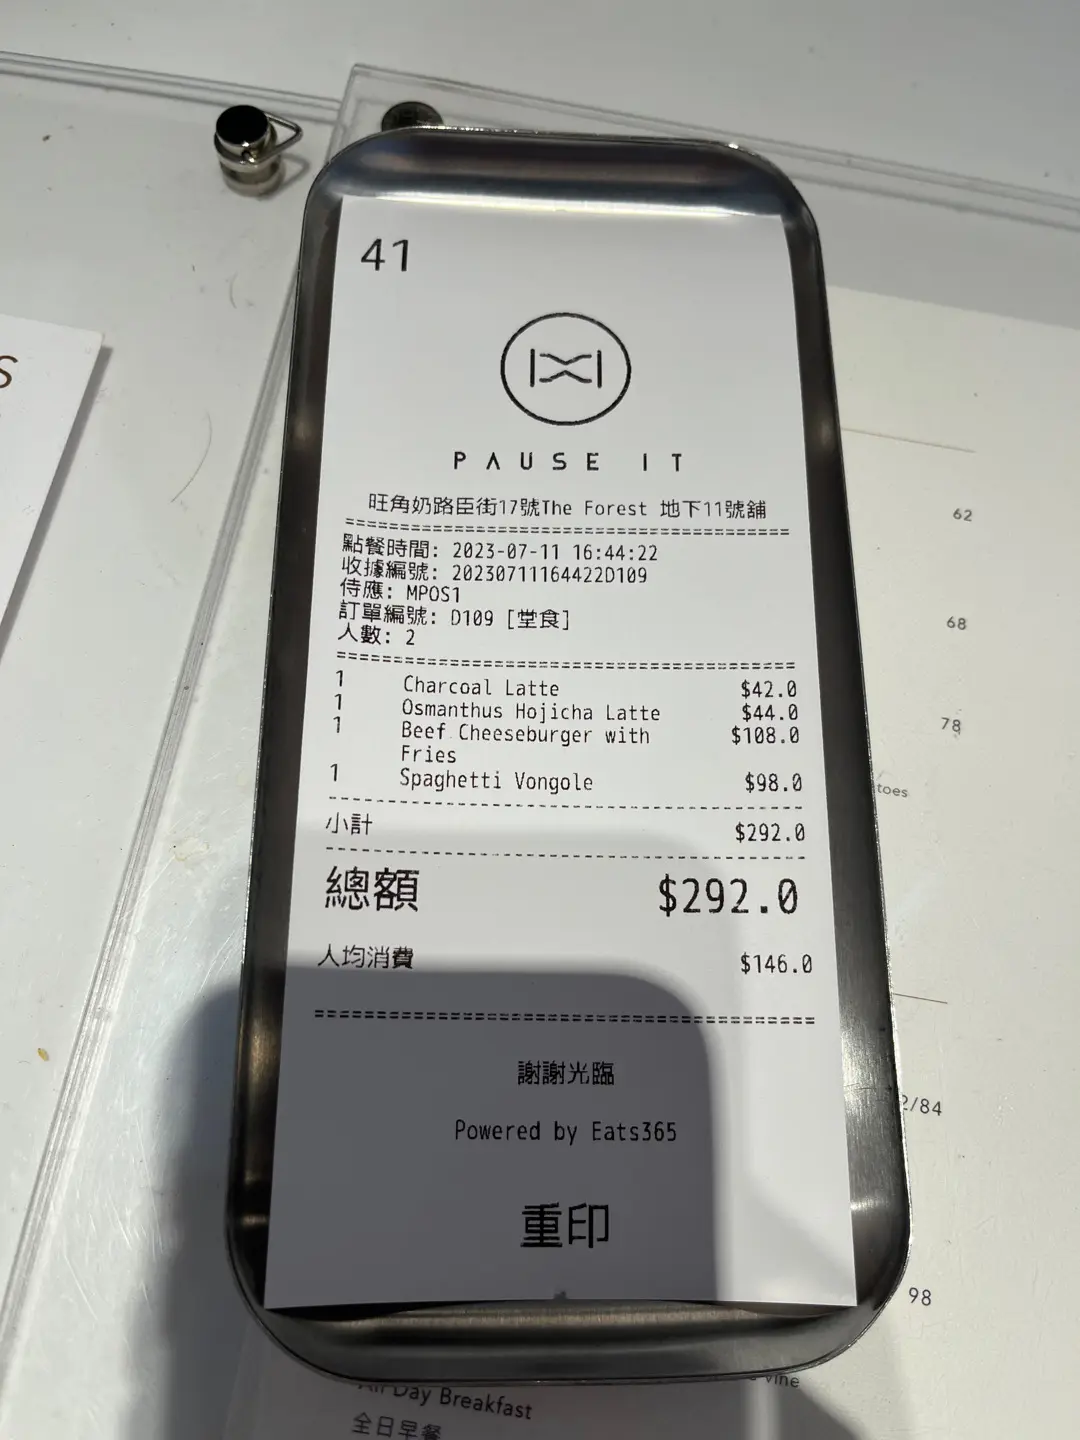 41
PAUSE IT
旺角奶路臣街17號The Forest 地下11號舖
================================================
點餐時間: 2023-07-11 16:44:22
收據編號: 20230711164422D109
侍應: MPOS1
訂單編號: D109 [堂食]
人數: 2
================================================
1 Charcoal Latte $42.0
1 Osmanthus Hojicha Latte $44.0
1 Beef Cheeseburger with $108.0
Fries
1 Spaghetti Vongole $98.0
------------------------------------------------
小計 $292.0
------------------------------------------------
總額 $292.0
人均消費 $146.0
================================================
謝謝光臨
Powered by Eats365
重印
S
62
68
78
toes
2/84
98
vine
All Day Breakfast
全日早餐